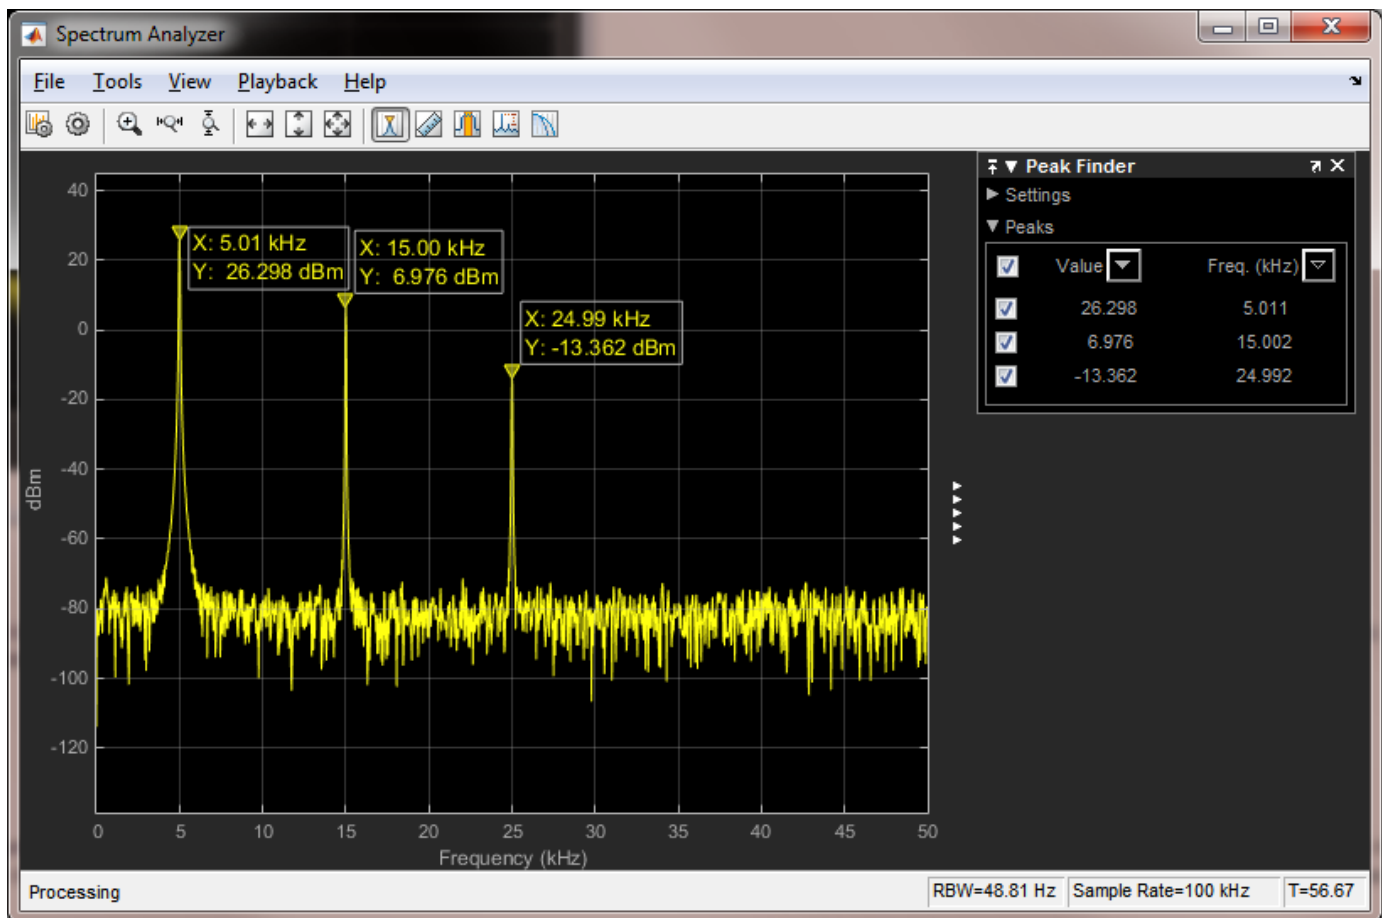 Spectrum Analyzer
File Tools View Playback Help
Peak Finder
Settings
Peaks
Value Freq. (kHz)
26.298 5.011
6.976 15.002
-13.362 24.992
X: 5.01 kHz
Y: 26.298 dBm
X: 15.00 kHz
Y: 6.976 dBm
X: 24.99 kHz
Y: -13.362 dBm
40
20
0
-20
-40
-60
-80
-100
-120
dBm
0 5 10 15 20 25 30 35 40 45 50
Frequency (kHz)
Processing RBW=48.81 Hz Sample Rate=100 kHz T=56.67